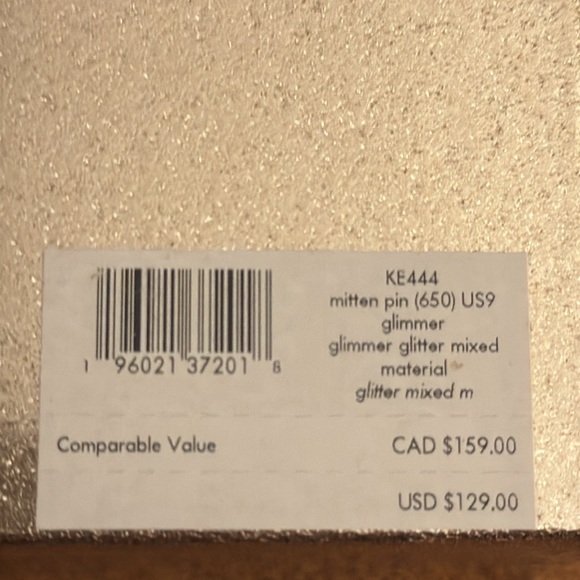 KE444
mitten pin (650) US9
glimmer
glimmer glitter mixed
material
glitter mixed m
1 96021 37201 8
Comparable Value CAD $159.00
USD $129.00